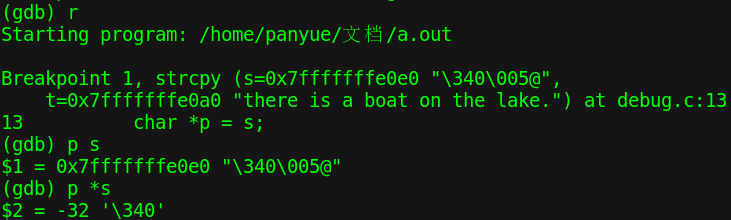 (gdb) r
Starting program: /home/panyue/文档/a.out
Breakpoint 1, strcpy (s=0x7fffffffe0e0 "\340\005@",
    t=0x7fffffffe0a0 "there is a boat on the lake.") at debug.c:13
13          char *p = s;
(gdb) p s
$1 = 0x7fffffffe0e0 "\340\005@"
(gdb) p *s
$2 = -32 '\340'